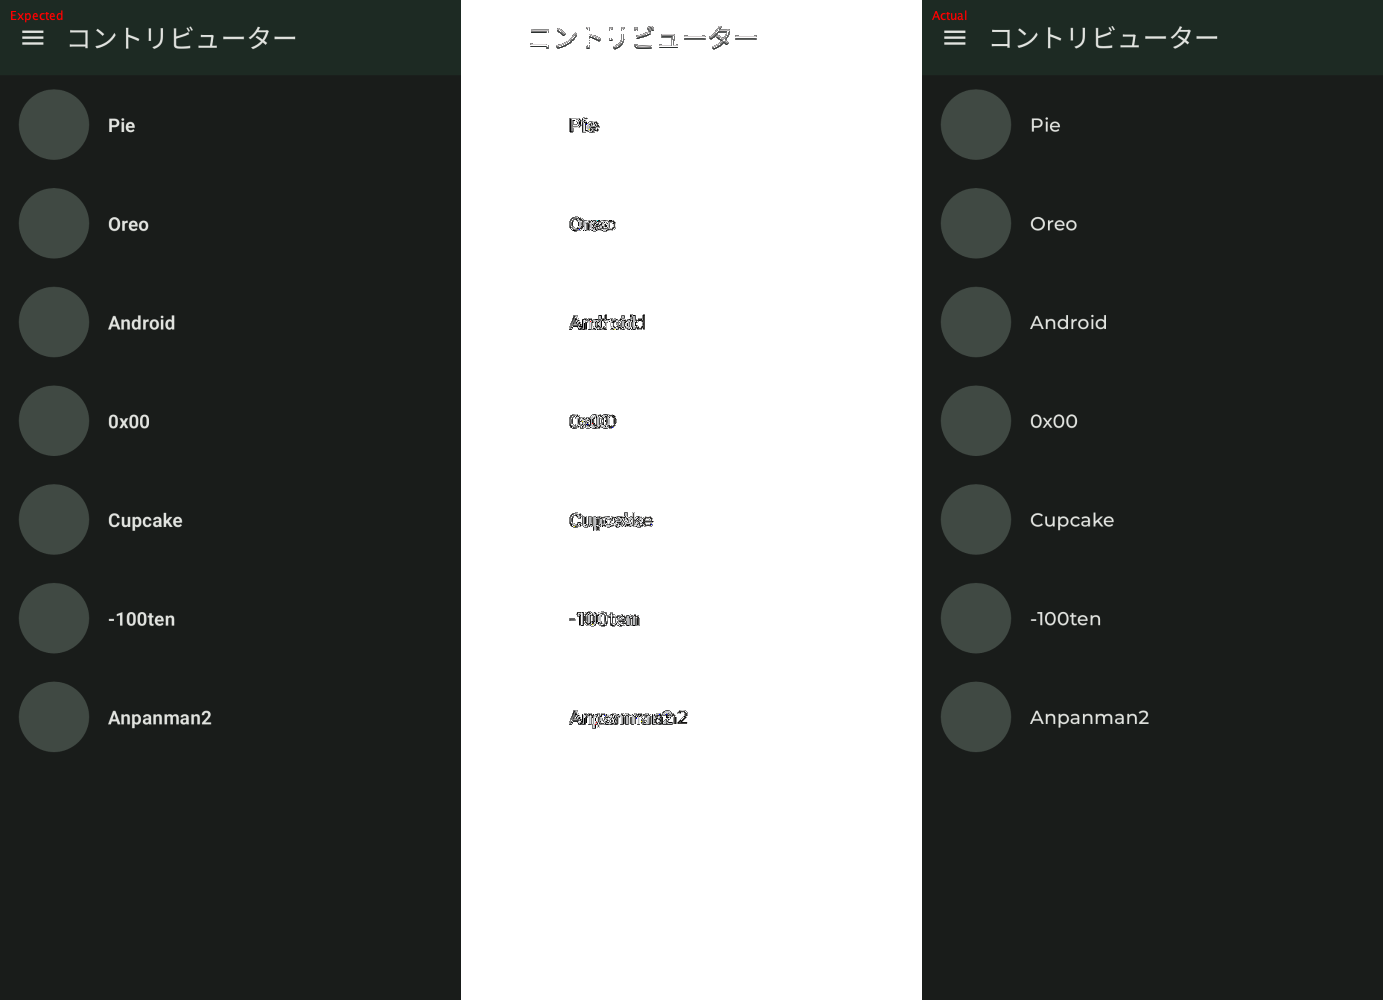 Expected
コントリビューター
Pie
Oreo
Android
0x00
Cupcake
-100ten
Anpanman2
コントリビューター
Pie
Oreo
Android
0x00
Cupcake
-100ten
Anpanman2
Actual
コントリビューター
Pie
Oreo
Android
0x00
Cupcake
-100ten
Anpanman2